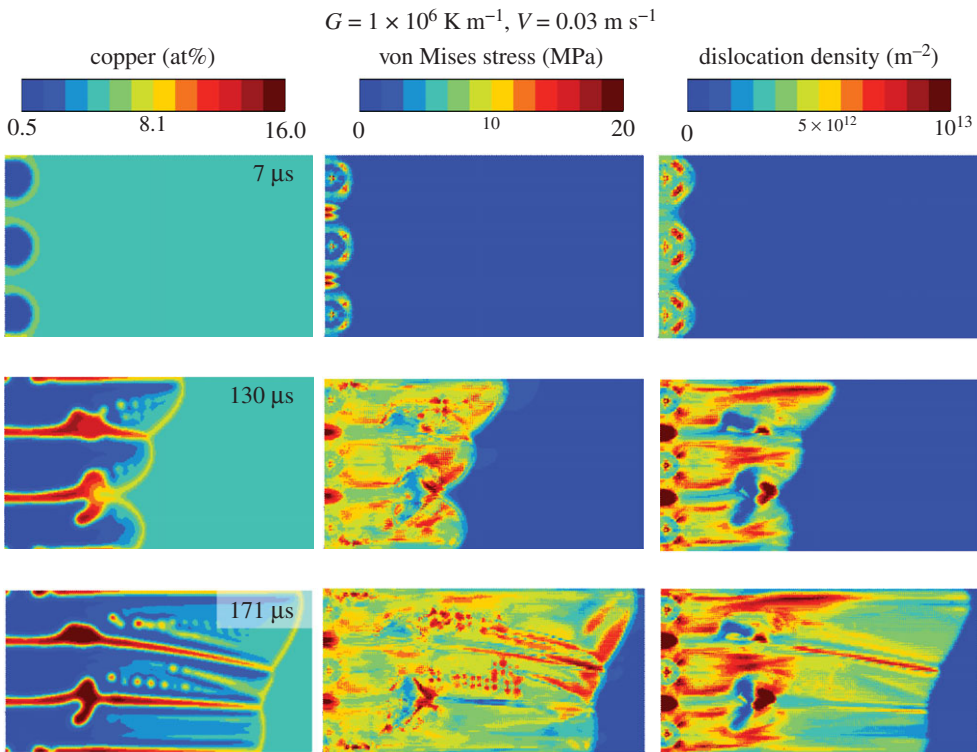 G = 1 × 10⁶ K m⁻¹, V = 0.03 m s⁻¹
copper (at%)
von Mises stress (MPa)
dislocation density (m⁻²)
0.5 8.1 16.0
0 10 20
0 5 × 10¹² 10¹³
7 µs
130 µs
171 µs